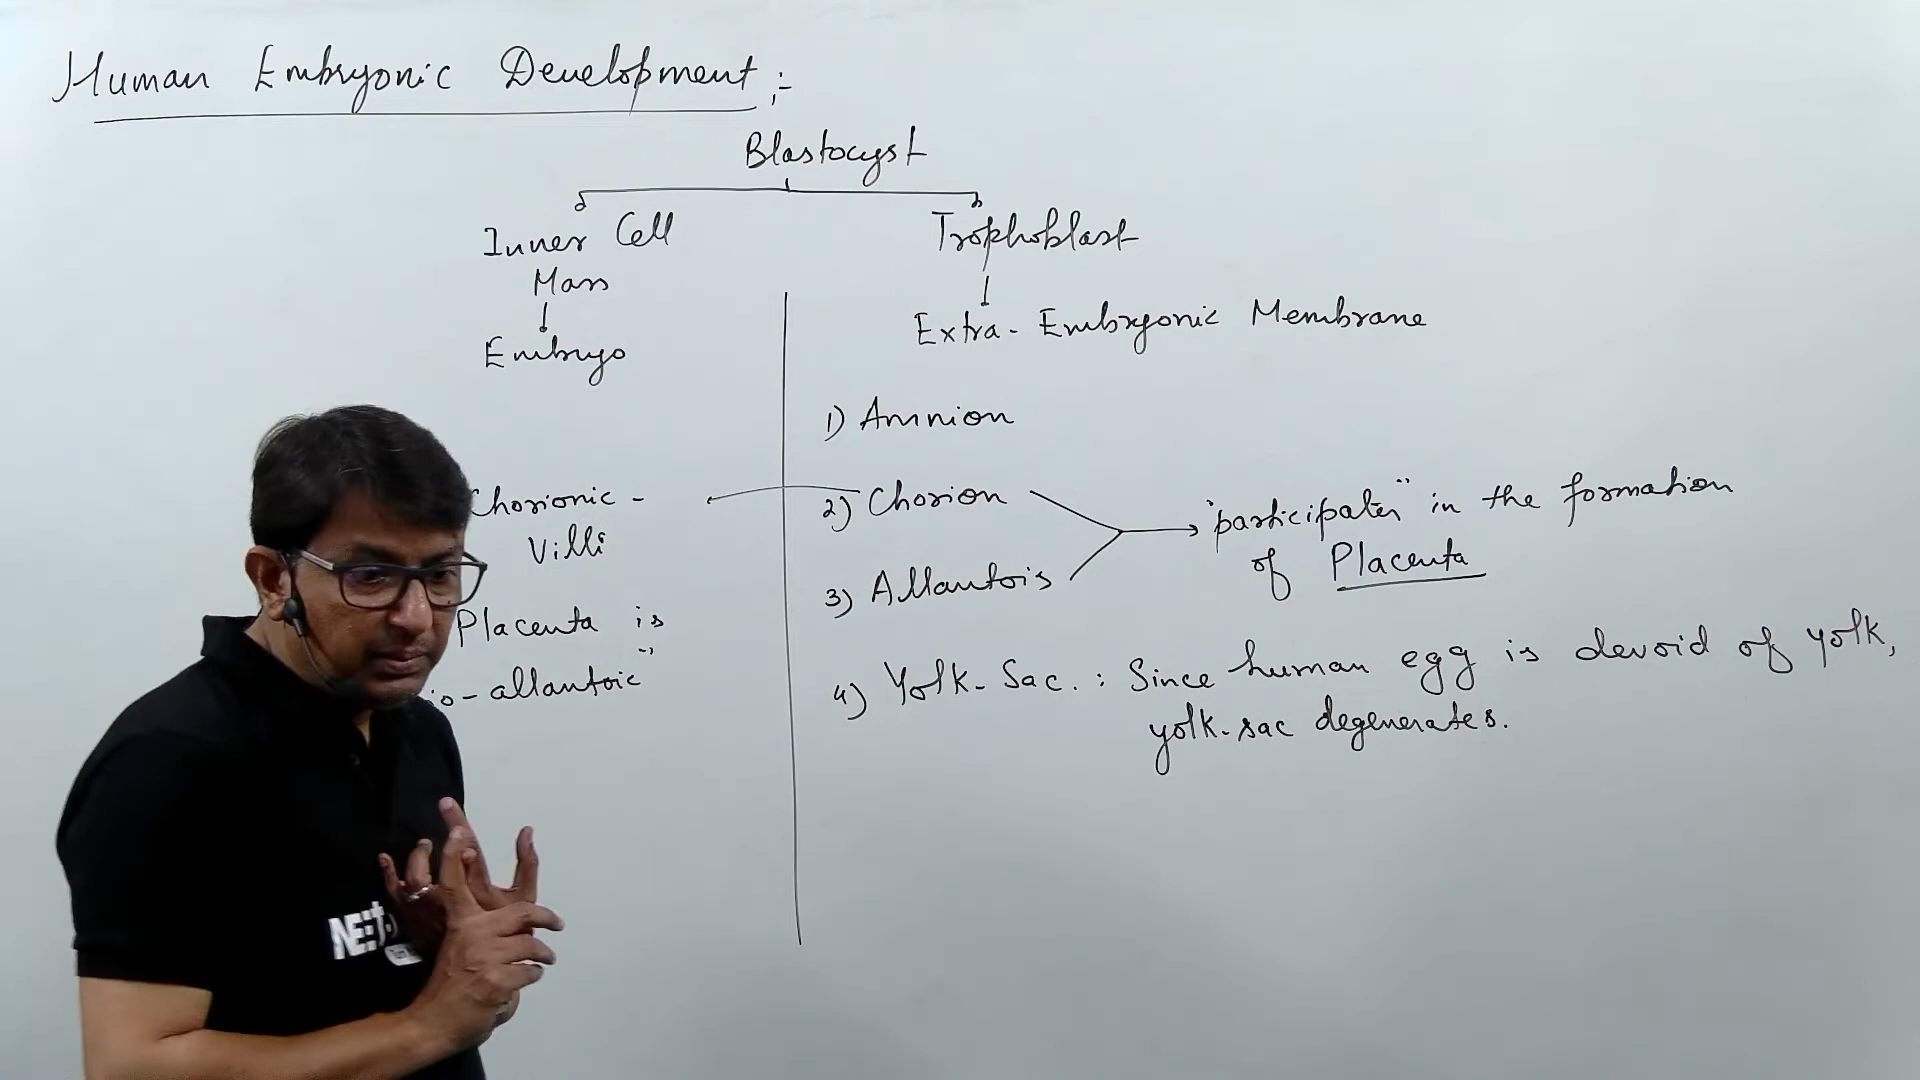 Human Embryonic Development :-
Blastocyst
Inner Cell
Mass
Embryo
Trophoblast
Extra-Embryonic Membrane
1) Amnion
2) Chorion
3) Allantois
"participates" in the formation
of Placenta
4) Yolk-Sac. : Since human egg is devoid of yolk,
yolk-sac degenerates.
Chorionic-
Villi
Placenta is
io-allantoic"
NEET